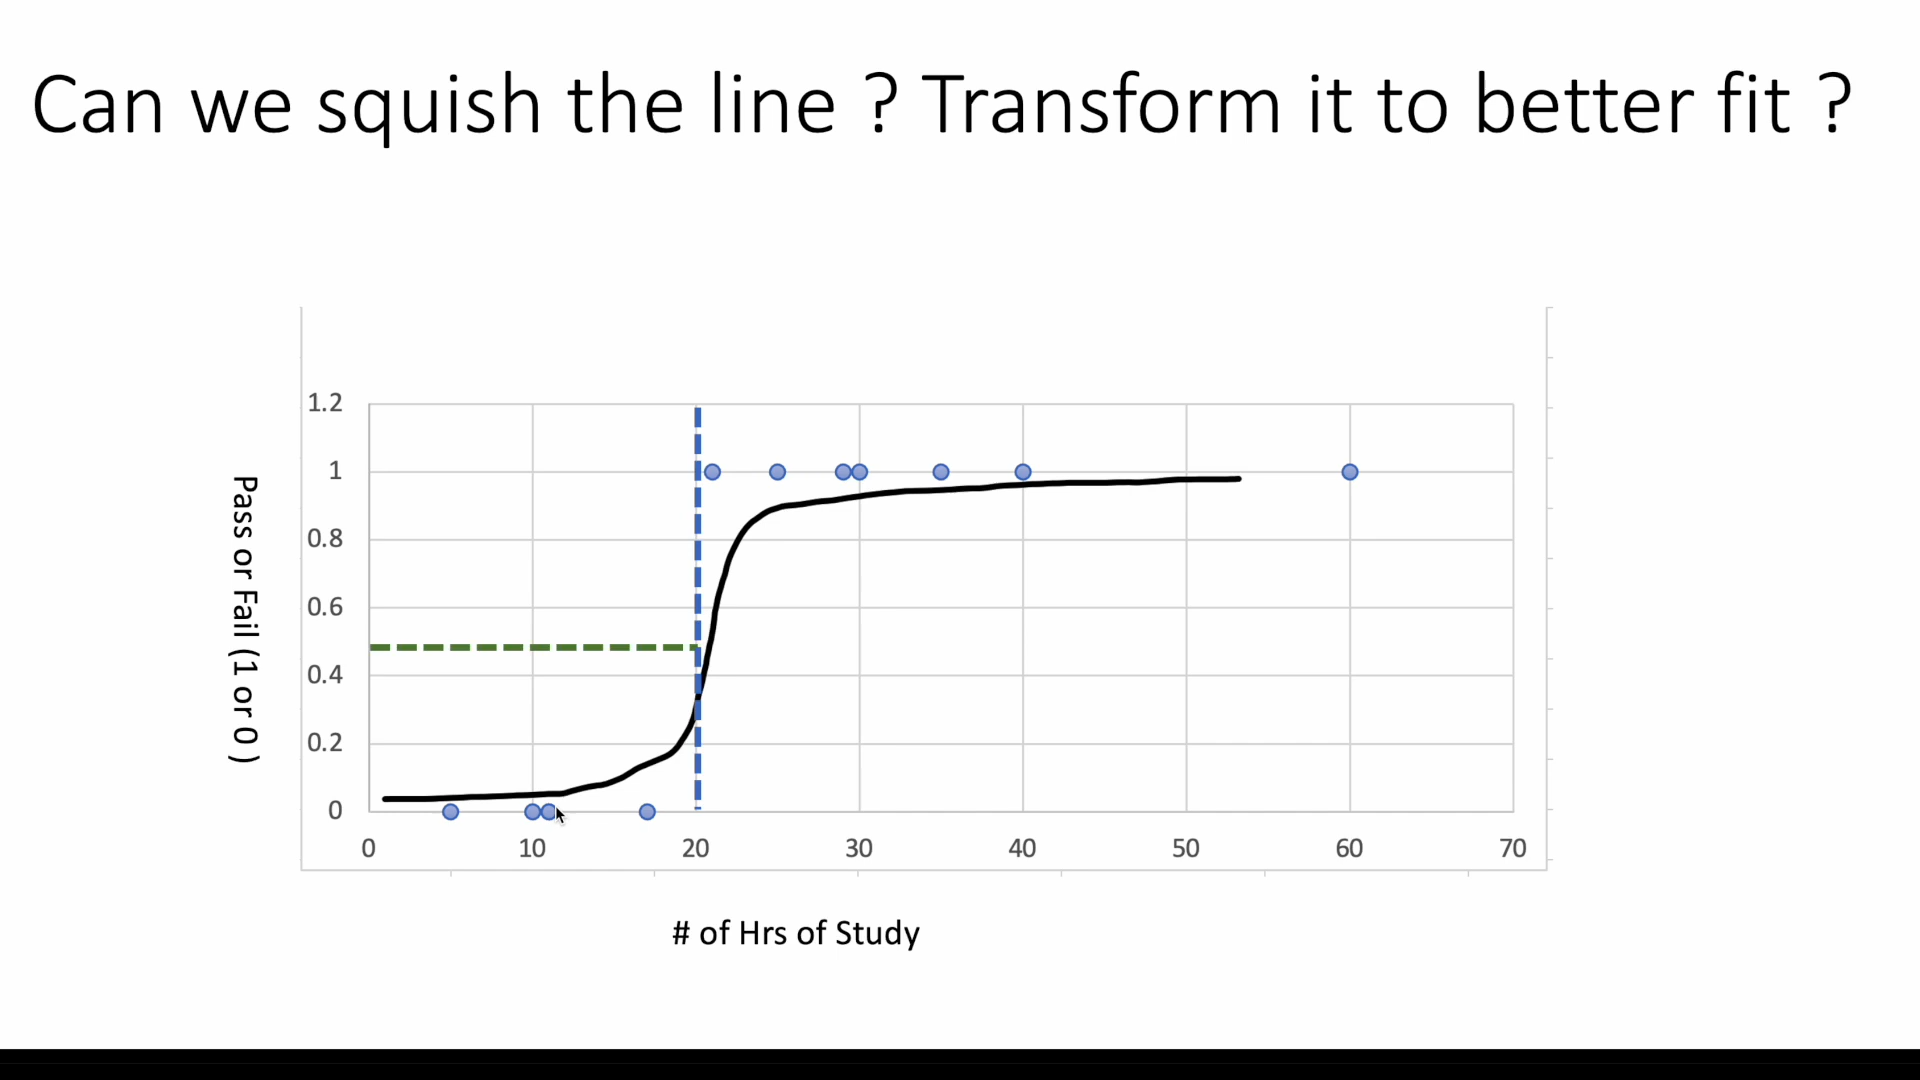 Can we squish the line ? Transform it to better fit ?
1.2
1
0.8
0.6
0.4
0.2
0
Pass or Fail (1 or 0 )
0 10 20 30 40 50 60 70
# of Hrs of Study